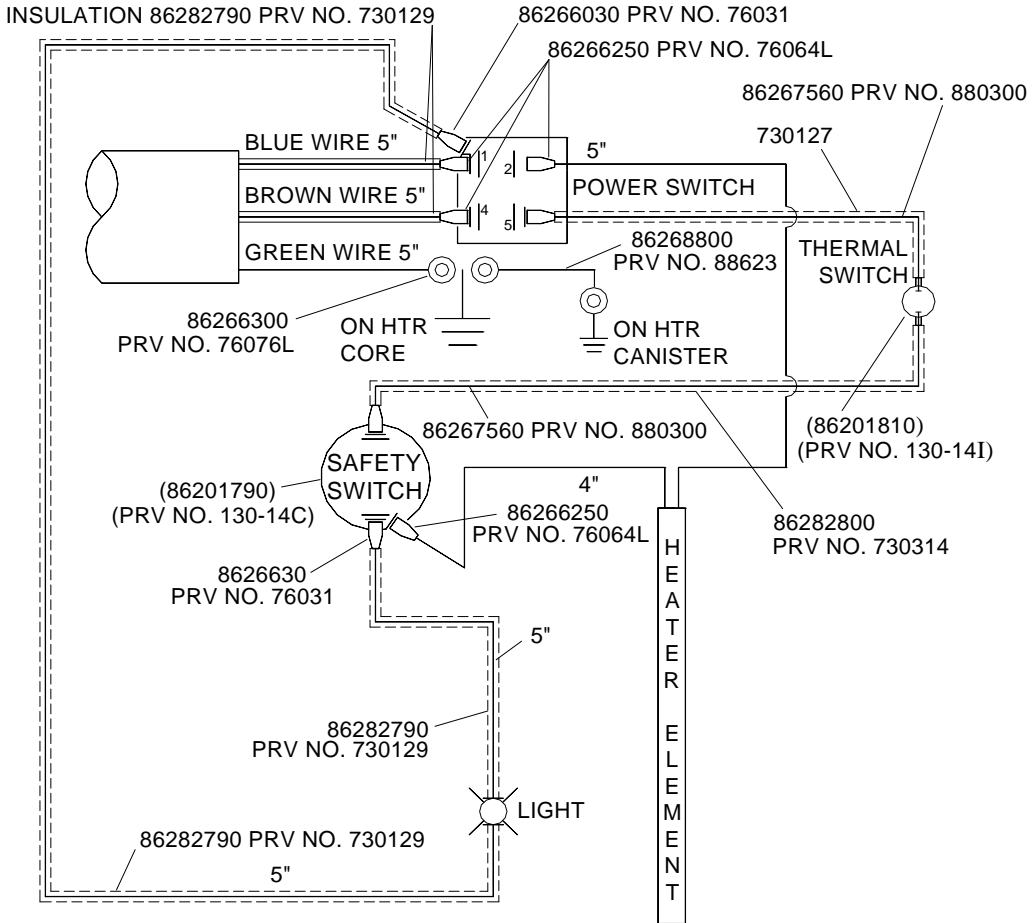 INSULATION 86282790 PRV NO. 730129
86266030 PRV NO. 76031
86266250 PRV NO. 76064L
86267560 PRV NO. 880300
730127
BLUE WIRE 5"
1
2
5"
POWER SWITCH
BROWN WIRE 5"
4
5
GREEN WIRE 5"
86268800
PRV NO. 88623
THERMAL
SWITCH
86266300
PRV NO. 76076L
ON HTR
CORE
ON HTR
CANISTER
86267560 PRV NO. 880300
(86201810)
(PRV NO. 130-14I)
SAFETY
SWITCH
(86201790)
(PRV NO. 130-14C)
4"
86266250
PRV NO. 76064L
86282800
PRV NO. 730314
8626630
PRV NO. 76031
5"
86282790
PRV NO. 730129
LIGHT
86282790 PRV NO. 730129
5"
HEATER ELEMENT